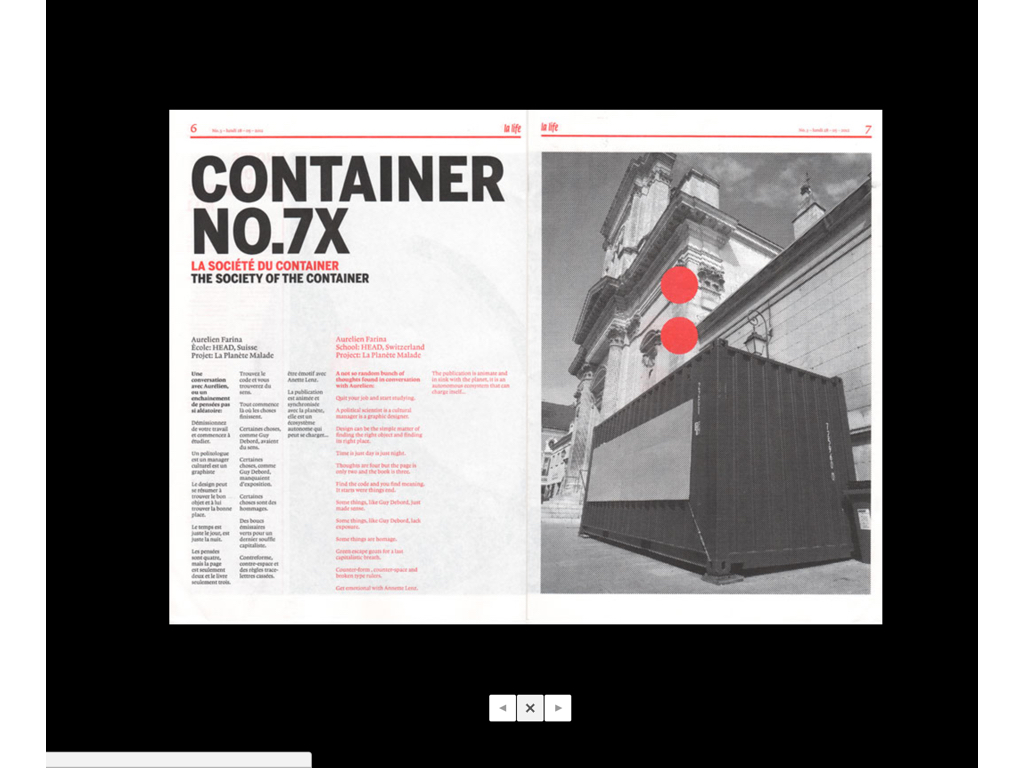 6
No. 3 – lundi 28 – 05 – 2012
la life
CONTAINER
NO.7X
LA SOCIÉTÉ DU CONTAINER
THE SOCIETY OF THE CONTAINER
Aurelien Farina
École: HEAD, Suisse
Projet: La Planète Malade
Une
conversation
avec Aurélien,
ou un
enchainement
de pensées pas
si aléatoire:
Démissionnez
de votre travail
et commencez à
étudier.
Un politologue
est un manager
culturel est un
graphiste
Le design peut
se résumer à
trouver le bon
objet et à lui
trouver la bonne
place.
Le temps est
juste le jour, est
juste la nuit.
Les pensées
sont quatre,
mais la page
est seulement
deux et le livre
seulement trois.
Trouvez le
code et vous
trouverez du
sens.
Tout commence
là où les choses
finissent.
Certaines choses,
comme Guy
Debord, avaient
du sens.
Certaines
choses, comme
Guy Debord,
manquaient
d'exposition.
Certaines
choses sont des
hommages.
Des boucs
émissaires
verts pour un
dernier souffle
capitaliste.
Contreforme,
contre-espace et
des règles trace-
lettres cassées.
être émotif avec
Anette Lenz.
La publication
est animée et
synchronisée
avec la planète,
elle est un
écosystème
autonome qui
peut se charger...
Aurelien Farina
School: HEAD, Switzerland
Project: La Planète Malade
A not so random bunch of
thoughts found in conversation
with Aurelien:
Quit your job and start studying.
A political scientist is a cultural
manager is a graphic designer.
Design can be the simple matter of
finding the right object and finding
its right place.
Time is just day is just night.
Thoughts are four but the page is
only two and the book is three.
Find the code and you find meaning.
It starts were things end.
Some things, like Guy Debord, just
made sense.
Some things, like Guy Debord, lack
exposure.
Some things are homage.
Green escape goats for a last
capitalistic breath.
Counter-form , counter-space and
broken type rulers.
Get emotional with Annette Lenz.
The publication is animate and
in sink with the planet, it is an
autonomous ecosystem that can
charge itself...
la life
No. 3 – lundi 28 – 05 – 2012
7